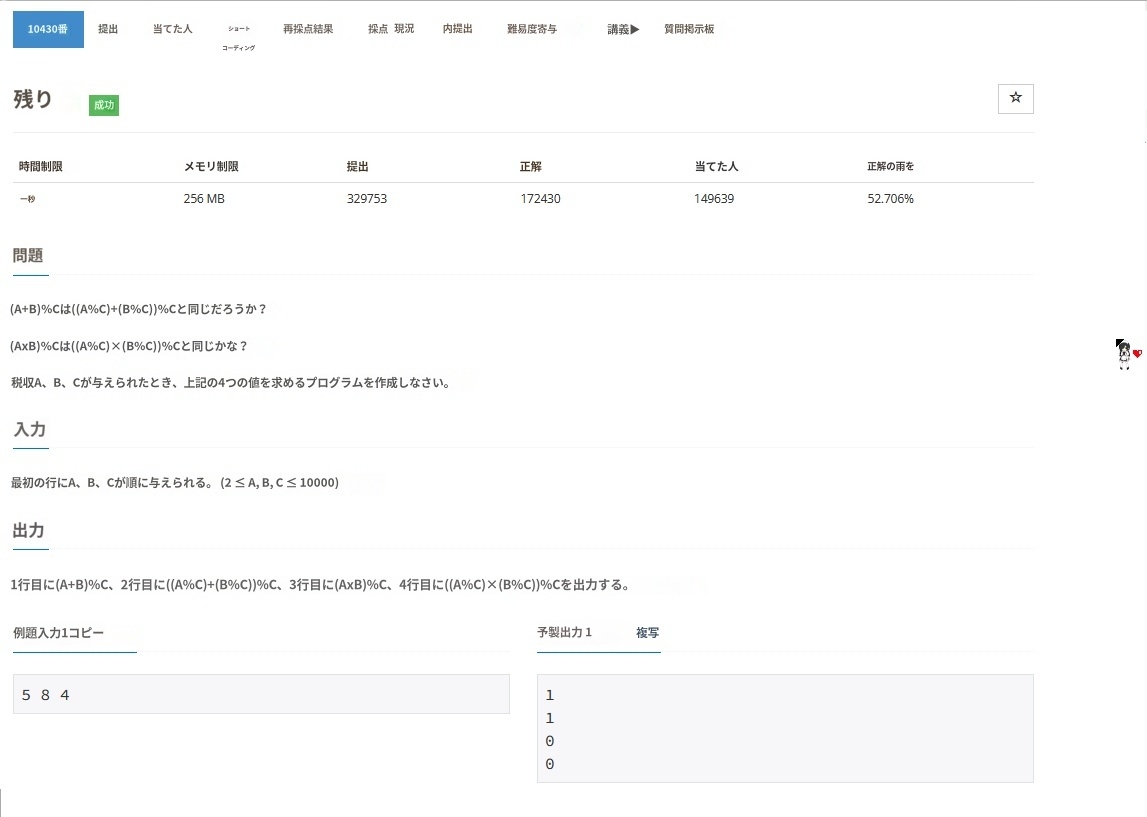 10430番 提出 当てた人 ショート コーディング 再採点結果 採点 現況 内提出 難易度寄与 講義▶ 質問掲示板
残り 成功 ☆
時間制限 メモリ制限 提出 正解 当てた人 正解の雨を
一秒 256 MB 329753 172430 149639 52.706%
問題
(A+B)%Cは((A%C)+(B%C))%Cと同じだろうか？
(AxB)%Cは((A%C)×(B%C))%Cと同じかな？
税収A、B、Cが与えられたとき、上記の4つの値を求めるプログラムを作成しなさい。
入力
最初の行にA、B、Cが順に与えられる。 (2 ≤ A, B, C ≤ 10000)
出力
1行目に(A+B)%C、2行目に((A%C)+(B%C))%C、3行目に(AxB)%C、4行目に((A%C)×(B%C))%Cを出力する。
例題入力1コピー
5 8 4
予製出力 1 複写
1
1
0
0